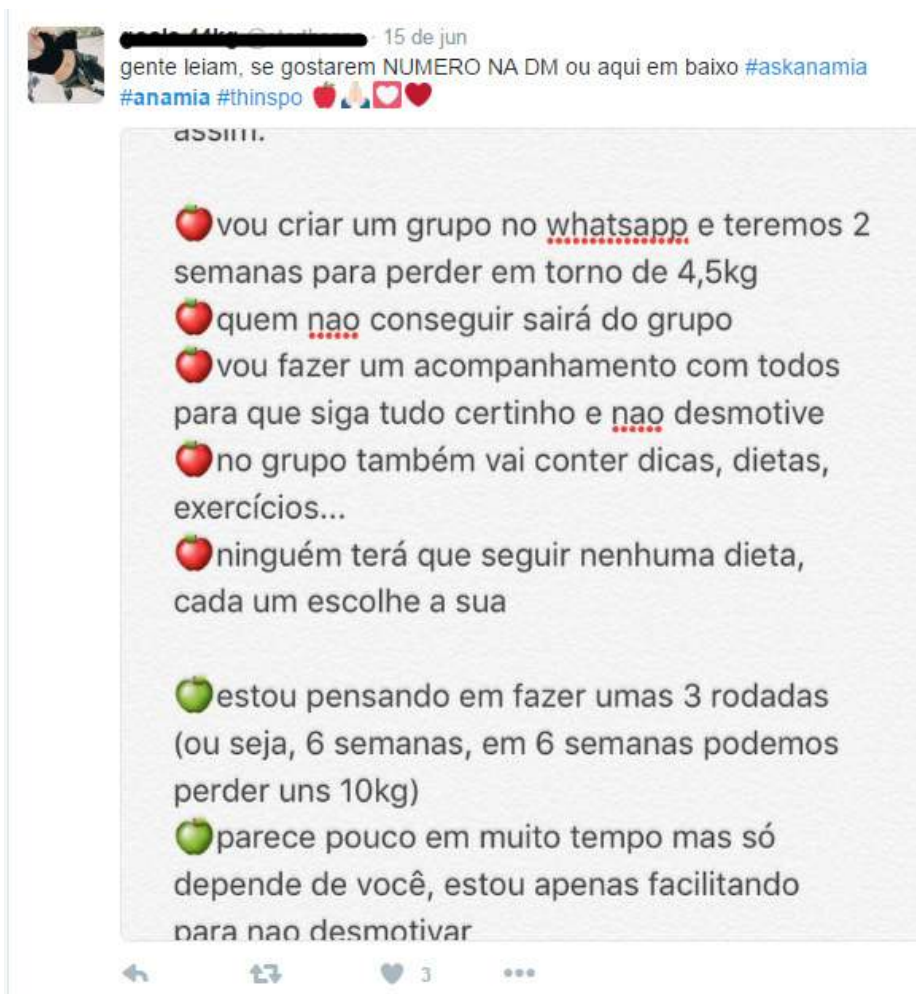 · 15 de jun
gente leiam, se gostarem NUMERO NA DM ou aqui em baixo #askanamia
#anamia #thinspo 🍎🙏🏻💟❤
assim.
🍎vou criar um grupo no whatsapp e teremos 2
semanas para perder em torno de 4,5kg
🍎quem nao conseguir sairá do grupo
🍎vou fazer um acompanhamento com todos
para que siga tudo certinho e nao desmotive
🍎no grupo também vai conter dicas, dietas,
exercícios...
🍎ninguém terá que seguir nenhuma dieta,
cada um escolhe a sua
🍏estou pensando em fazer umas 3 rodadas
(ou seja, 6 semanas, em 6 semanas podemos
perder uns 10kg)
🍏parece pouco em muito tempo mas só
depende de você, estou apenas facilitando
para nao desmotivar
3